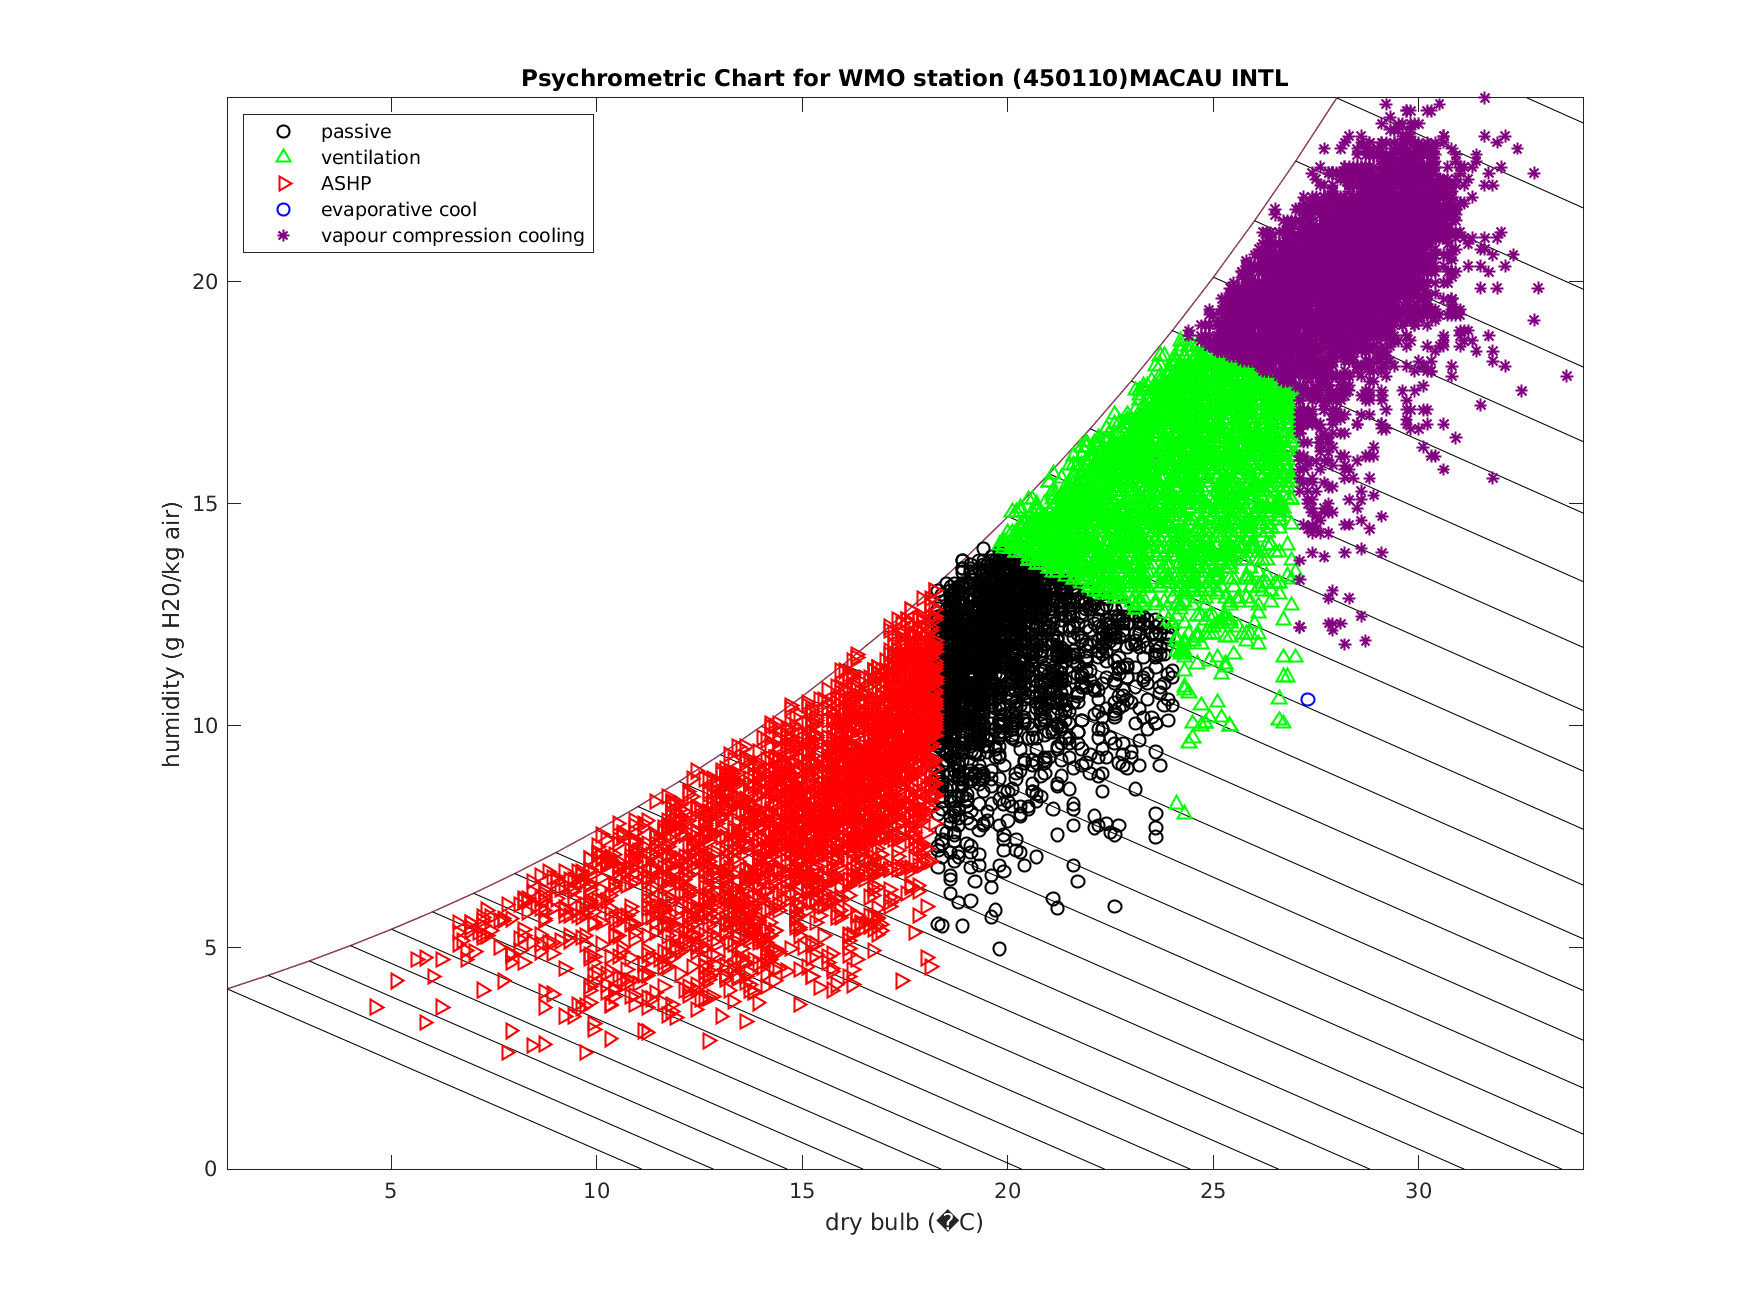 Psychrometric Chart for WMO station (450110)MACAU INTL
passive
ventilation
ASHP
evaporative cool
vapour compression cooling
humidity (g H20/kg air)
20
15
10
5
0
5 10 15 20 25 30
dry bulb (�C)